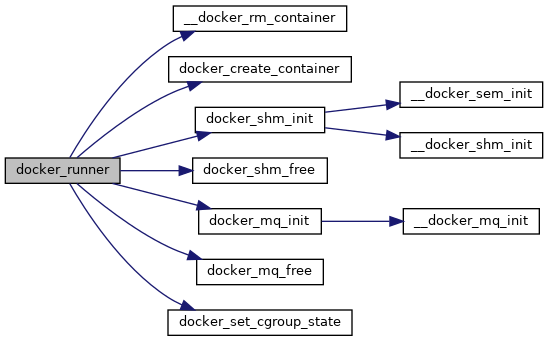 docker_runner
__docker_rm_container
docker_create_container
docker_shm_init
__docker_sem_init
__docker_shm_init
docker_shm_free
docker_mq_init
__docker_mq_init
docker_mq_free
docker_set_cgroup_state